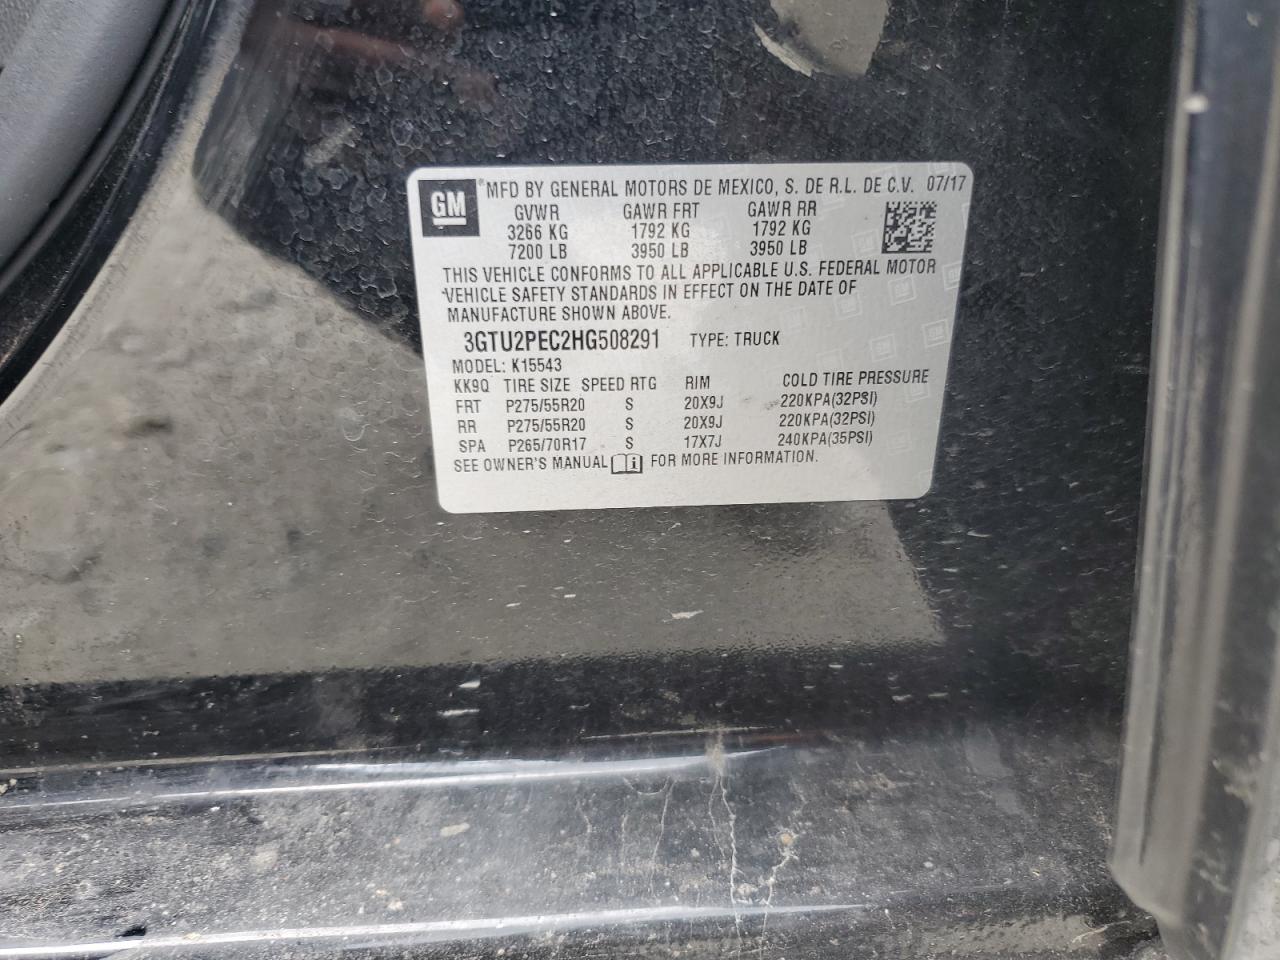 GM
®MFD BY GENERAL MOTORS DE MEXICO, S. DE R.L. DE C.V. 07/17
GVWR GAWR FRT GAWR RR
3266 KG 1792 KG 1792 KG
7200 LB 3950 LB 3950 LB
THIS VEHICLE CONFORMS TO ALL APPLICABLE U.S. FEDERAL MOTOR
VEHICLE SAFETY STANDARDS IN EFFECT ON THE DATE OF
MANUFACTURE SHOWN ABOVE.
3GTU2PEC2HG508291 TYPE: TRUCK
MODEL: K15543
KK9Q TIRE SIZE SPEED RTG RIM COLD TIRE PRESSURE
FRT P275/55R20 S 20X9J 220KPA(32PSI)
RR P275/55R20 S 20X9J 220KPA(32PSI)
SPA P265/70R17 S 17X7J 240KPA(35PSI)
SEE OWNER'S MANUAL i FOR MORE INFORMATION.